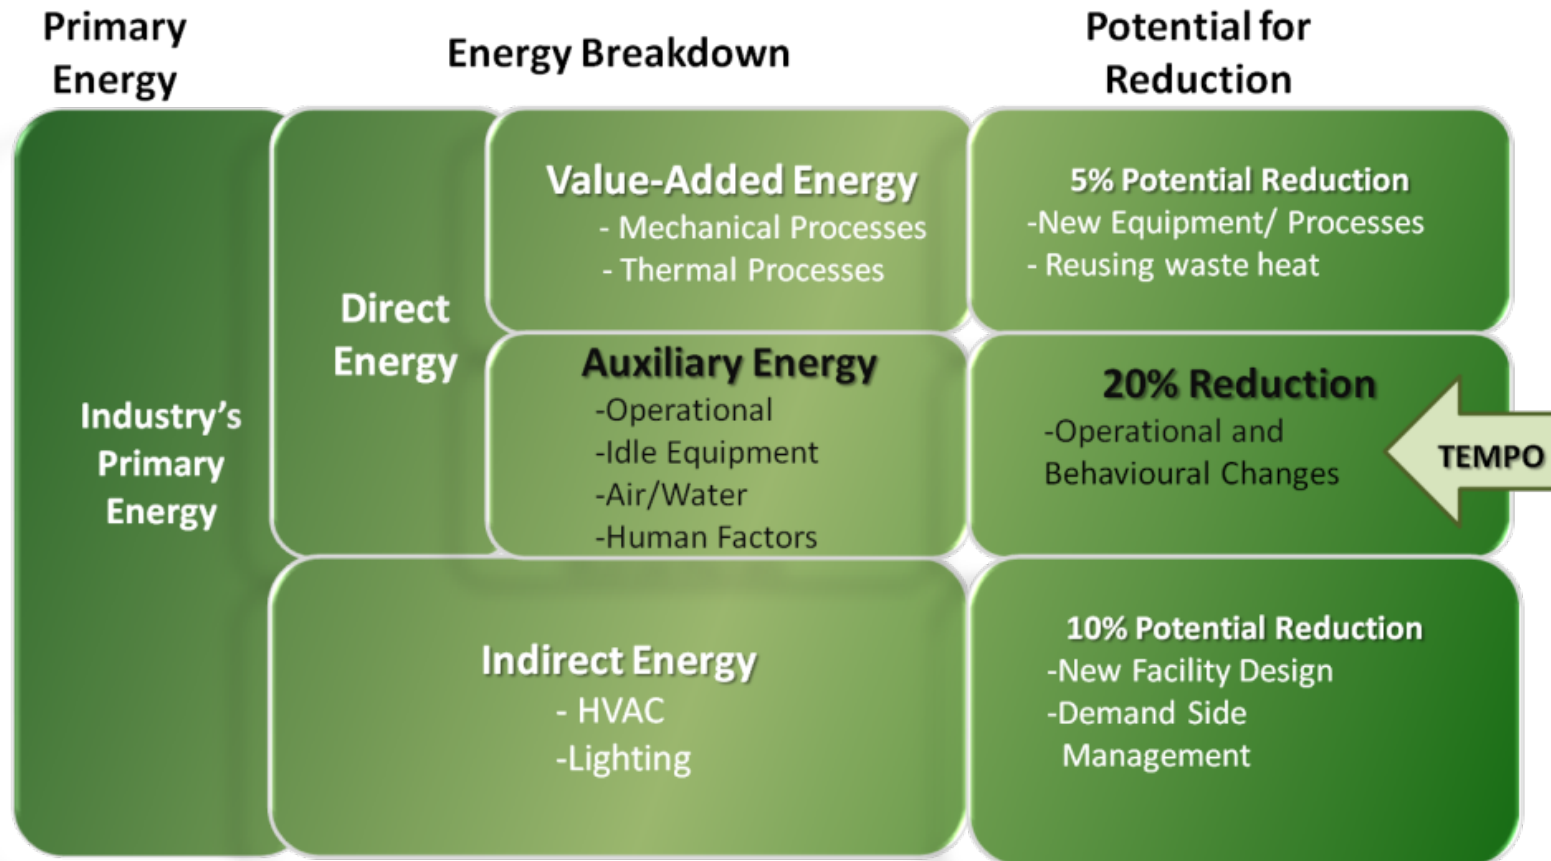 Primary
Energy
Energy Breakdown
Potential for
Reduction
Industry's
Primary
Energy
Direct
Energy
Value-Added Energy
- Mechanical Processes
- Thermal Processes
5% Potential Reduction
-New Equipment/ Processes
- Reusing waste heat
Auxiliary Energy
-Operational
-Idle Equipment
-Air/Water
-Human Factors
20% Reduction
-Operational and
Behavioural Changes
TEMPO
Indirect Energy
- HVAC
-Lighting
10% Potential Reduction
-New Facility Design
-Demand Side
Management